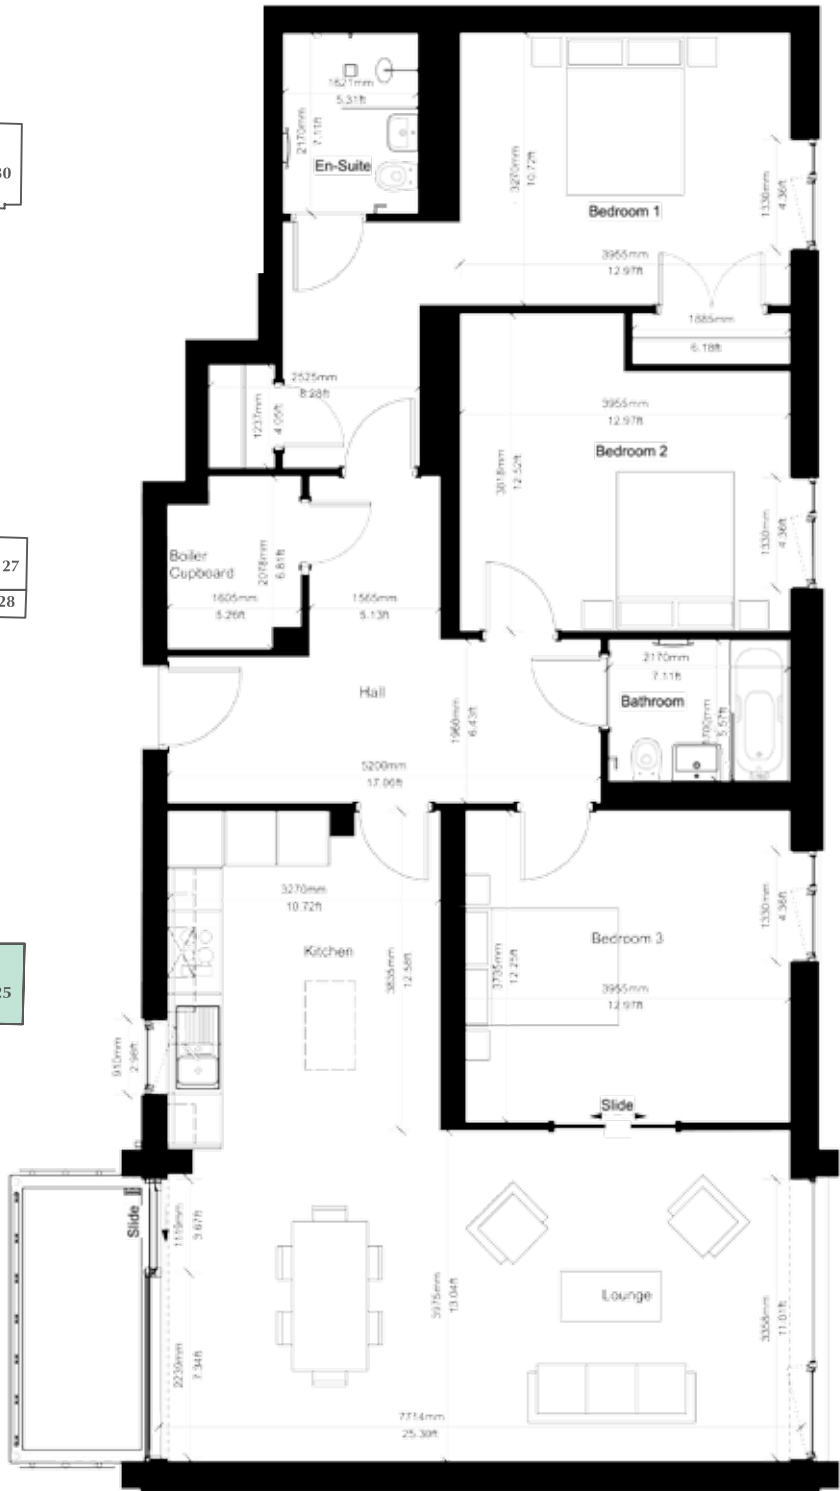 1621mm
5.31ft
2170mm
7.11ft
En-Suite
30
3270mm
10.72ft
1330mm
4.36ft
Bedroom 1
3955mm
12.97ft
1885mm
6.18ft
2525mm
8.28ft
1237mm
4.05ft
3955mm
12.97ft
Bedroom 2
3818mm
12.52ft
1330mm
4.36ft
27
28
Boiler
Cupboard
2078mm
6.81ft
1605mm
5.26ft
1565mm
5.13ft
2170mm
7.11ft
Bathroom
1700mm
5.57ft
Hall
1960mm
6.43ft
5200mm
17.06ft
3270mm
10.72ft
Kitchen
3835mm
12.58ft
1330mm
4.36ft
Bedroom 3
3735mm
12.25ft
3955mm
12.97ft
25
910mm
2.98ft
Slide
Slide
1119mm
3.67ft
3975mm
13.04ft
Lounge
3358mm
11.01ft
2239mm
7.34ft
7714mm
25.30ft